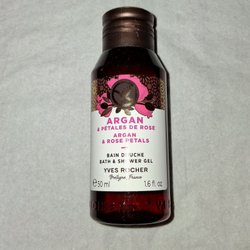 ARGAN
& PÉTALES DE ROSE
ARGAN
& ROSE PETALS
BAIN DOUCHE
BATH & SHOWER GEL
YVES ROCHER
Bretagne France
℮ 50 ml 1.6 fl. oz